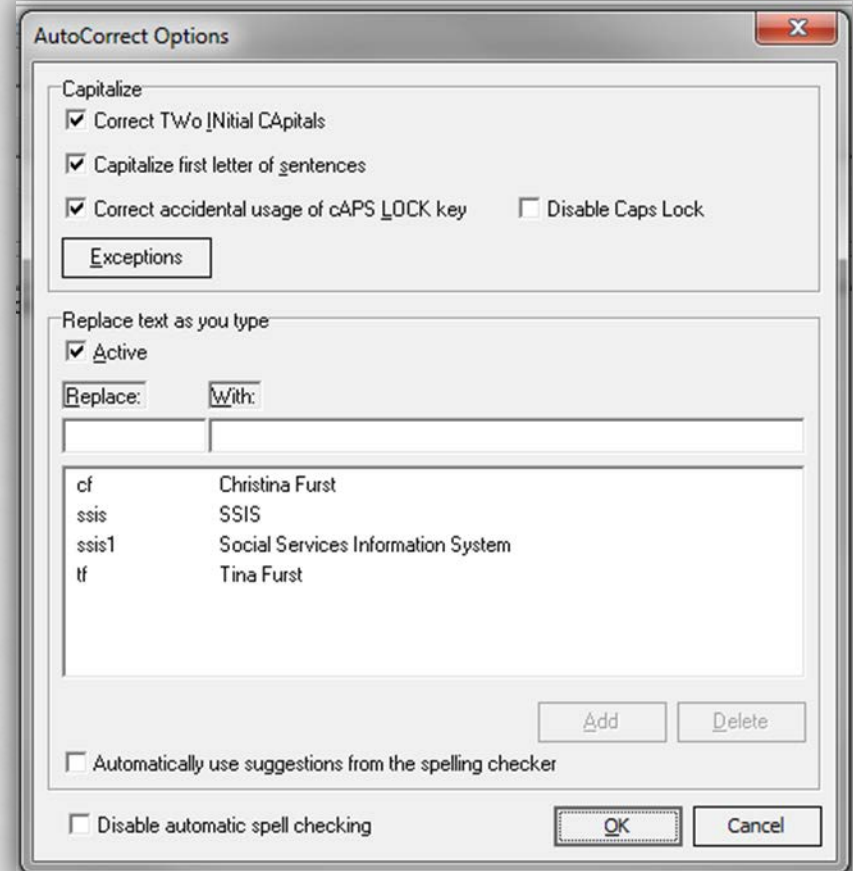 AutoCorrect Options
Capitalize
Correct TWo INitial CApitals
Capitalize first letter of sentences
Correct accidental usage of cAPS LOCK key Disable Caps Lock
Exceptions
Replace text as you type
Active
Replace: With:
cf Christina Furst
ssis SSIS
ssis1 Social Services Information System
tf Tina Furst
Add Delete
Automatically use suggestions from the spelling checker
Disable automatic spell checking OK Cancel